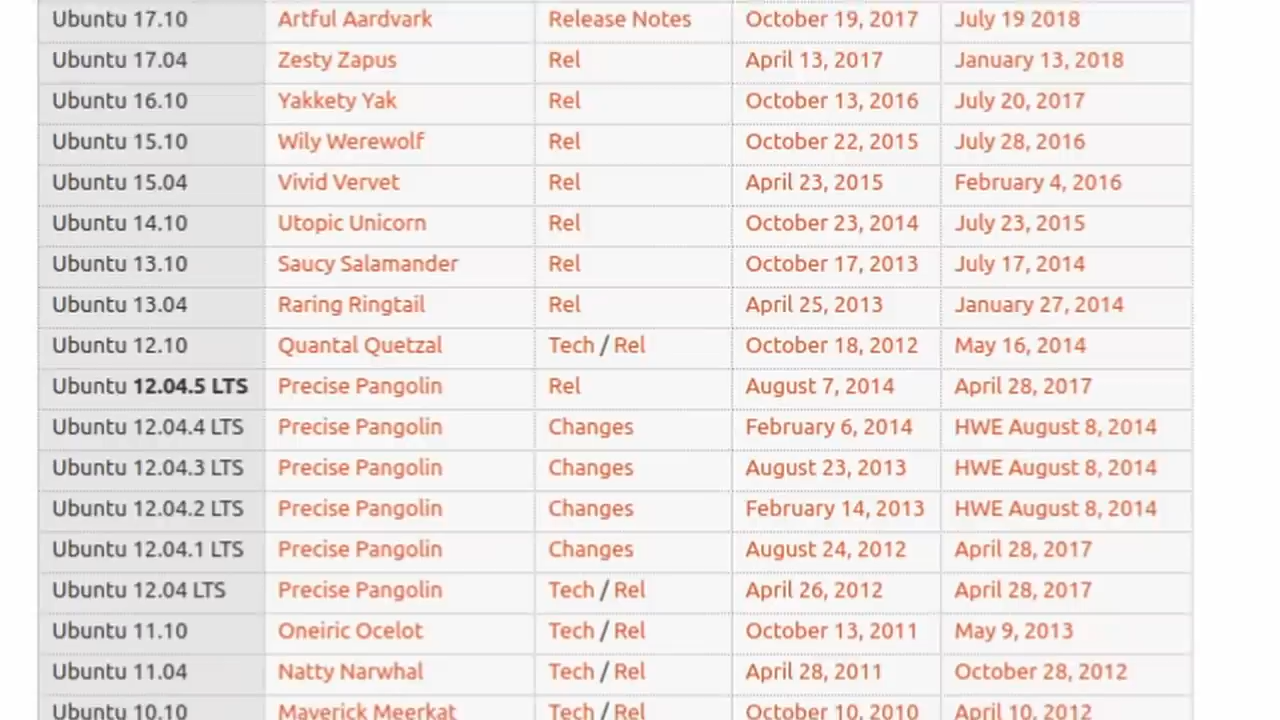 Ubuntu 17.10 Artful Aardvark Release Notes October 19, 2017 July 19 2018
Ubuntu 17.04 Zesty Zapus Rel April 13, 2017 January 13, 2018
Ubuntu 16.10 Yakkety Yak Rel October 13, 2016 July 20, 2017
Ubuntu 15.10 Wily Werewolf Rel October 22, 2015 July 28, 2016
Ubuntu 15.04 Vivid Vervet Rel April 23, 2015 February 4, 2016
Ubuntu 14.10 Utopic Unicorn Rel October 23, 2014 July 23, 2015
Ubuntu 13.10 Saucy Salamander Rel October 17, 2013 July 17, 2014
Ubuntu 13.04 Raring Ringtail Rel April 25, 2013 January 27, 2014
Ubuntu 12.10 Quantal Quetzal Tech / Rel October 18, 2012 May 16, 2014
Ubuntu 12.04.5 LTS Precise Pangolin Rel August 7, 2014 April 28, 2017
Ubuntu 12.04.4 LTS Precise Pangolin Changes February 6, 2014 HWE August 8, 2014
Ubuntu 12.04.3 LTS Precise Pangolin Changes August 23, 2013 HWE August 8, 2014
Ubuntu 12.04.2 LTS Precise Pangolin Changes February 14, 2013 HWE August 8, 2014
Ubuntu 12.04.1 LTS Precise Pangolin Changes August 24, 2012 April 28, 2017
Ubuntu 12.04 LTS Precise Pangolin Tech / Rel April 26, 2012 April 28, 2017
Ubuntu 11.10 Oneiric Ocelot Tech / Rel October 13, 2011 May 9, 2013
Ubuntu 11.04 Natty Narwhal Tech / Rel April 28, 2011 October 28, 2012
Ubuntu 10.10 Maverick Meerkat Tech / Rel October 10, 2010 April 10, 2012